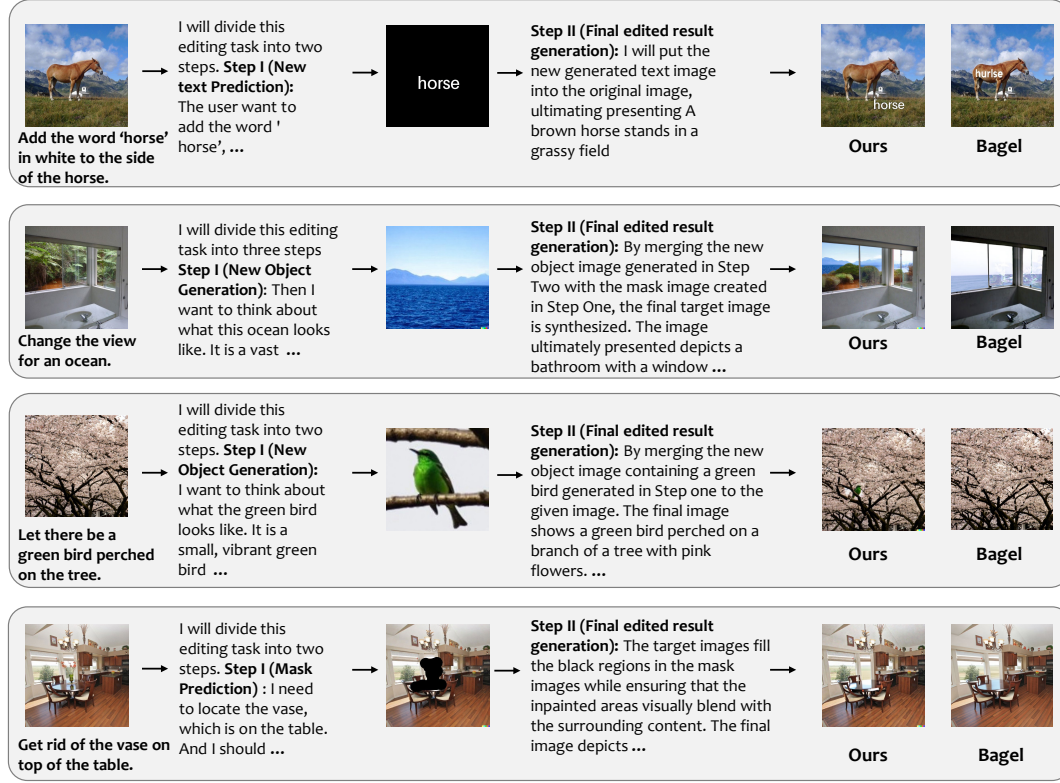 I will divide this
editing task into two
steps. Step I (New
text Prediction):
The user want to
add the word '
horse', ...
Add the word ‘horse’
in white to the side
of the horse.
horse
Step II (Final edited result
generation): I will put the
new generated text image
into the original image,
ultimating presenting A
brown horse stands in a
grassy field
horse
Ours
hurlse
Bagel
I will divide this editing
task into three steps
Step I (New Object
Generation): Then I
want to think about
what this ocean looks
like. It is a vast ...
Change the view
for an ocean.
Step II (Final edited result
generation): By merging the new
object image generated in Step
Two with the mask image created
in Step One, the final target image
is synthesized. The image
ultimately presented depicts a
bathroom with a window ...
Ours
Bagel
I will divide this
editing task into two
steps. Step I (New
Object Generation):
I want to think about
what the green bird
looks like. It is a
small, vibrant green
bird ...
Let there be a
green bird perched
on the tree.
Step II (Final edited result
generation): By merging the new
object image containing a green
bird generated in Step one to the
given image. The final image
shows a green bird perched on a
branch of a tree with pink
flowers. ...
Ours
Bagel
I will divide this
editing task into two
steps. Step I (Mask
Prediction) : I need
to locate the vase,
which is on the table.
And I should ...
Get rid of the vase on
top of the table.
Step II (Final edited result
generation): The target images fill
the black regions in the mask
images while ensuring that the
inpainted areas visually blend with
the surrounding content. The final
image depicts ...
Ours
Bagel